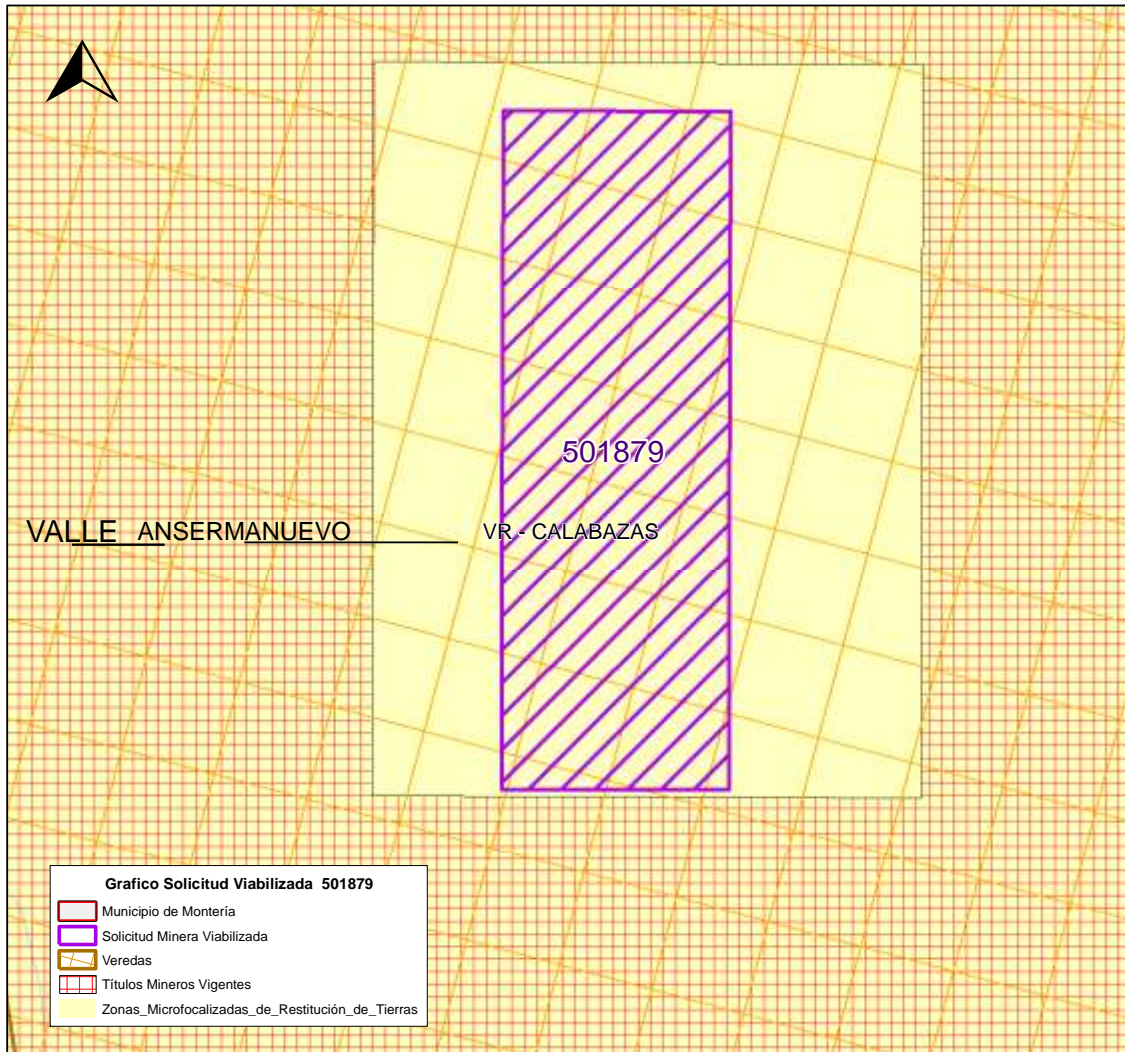 501879
VALLE ANSERMANUEVO VR - CALABAZAS
Grafico Solicitud Viabilizada 501879
Municipio de Montería
Solicitud Minera Viabilizada
Veredas
Títulos Mineros Vigentes
Zonas_Microfocalizadas_de_Restitución_de_Tierras